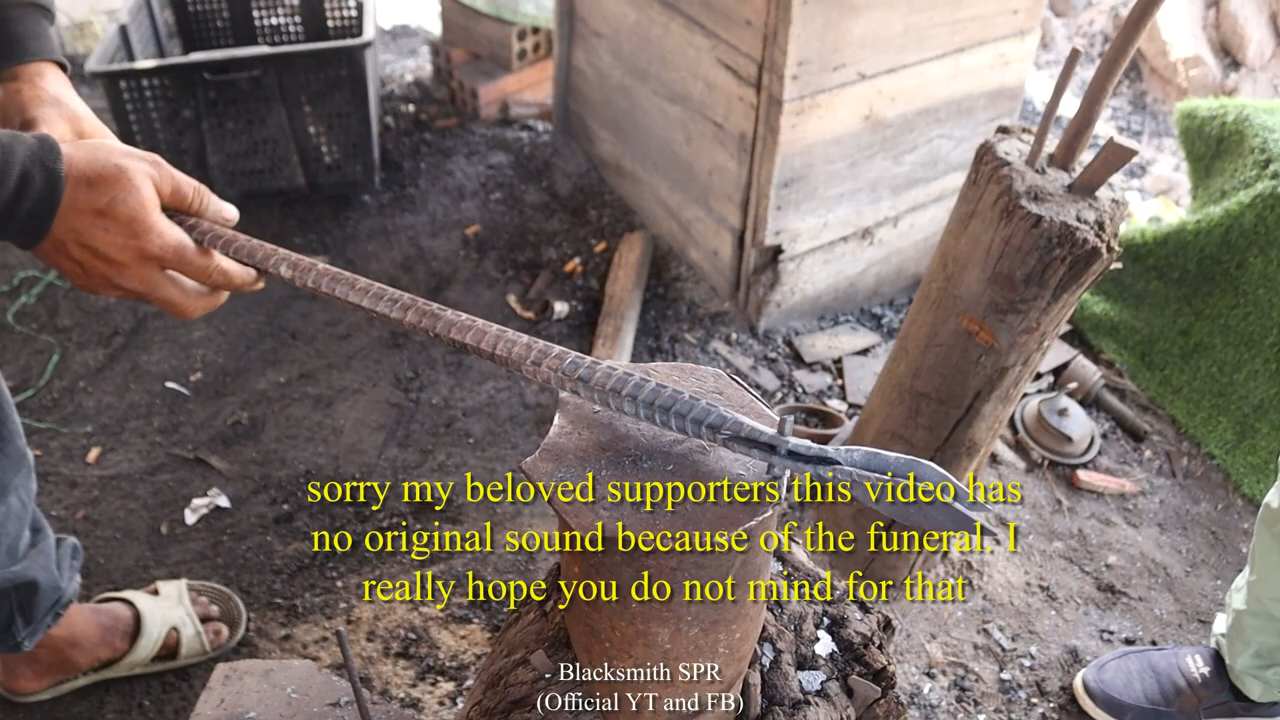 sorry my beloved supporters this video has
no original sound because of the funeral. I
really hope you do not mind for that
- Blacksmith SPR
(Official YT and FB)